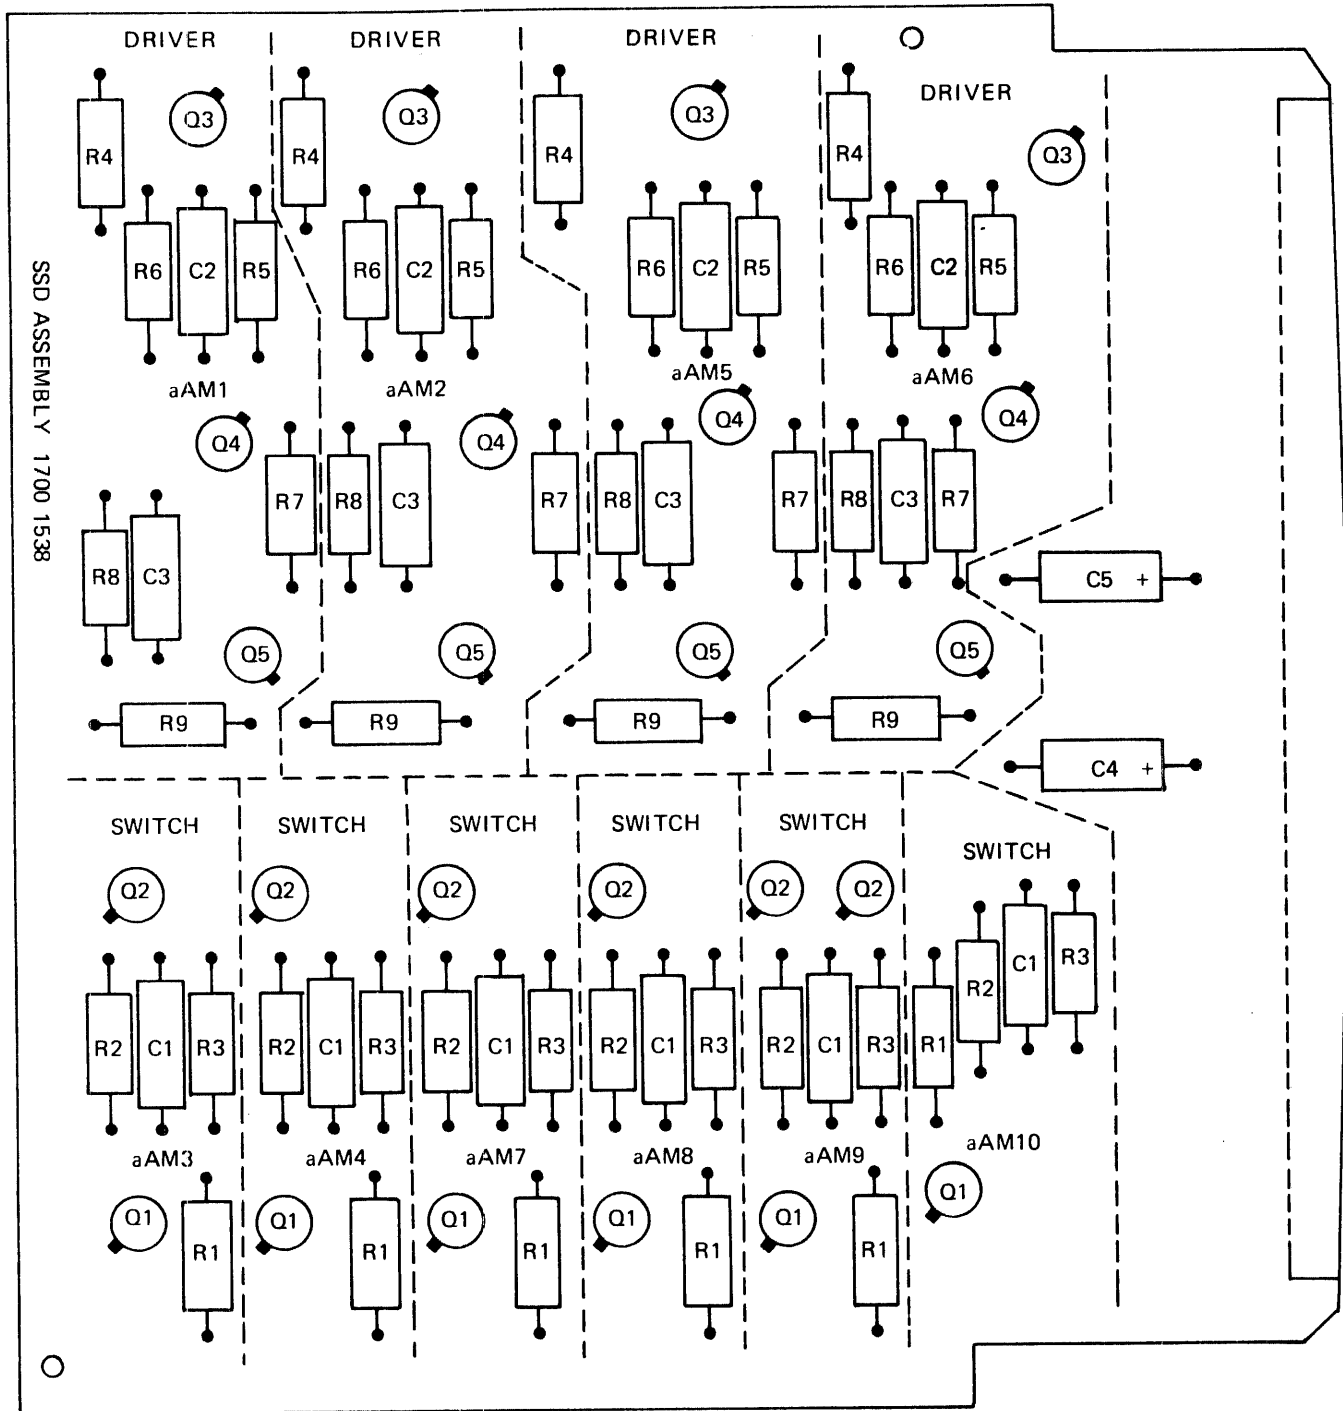 DRIVER
DRIVER
DRIVER
DRIVER
R4
Q3
R4
Q3
R4
Q3
R4
Q3
R6 C2 R5
R6 C2 R5
R6 C2 R5
R6 C2 R5
aAM1
aAM2
aAM5
aAM6
SSD ASSEMBLY 1700 1538
Q4
Q4
Q4
Q4
R7
R8 C3
R7
R8 C3
R7
R8 C3 R7
R8 C3
C5 +
Q5
Q5
Q5
Q5
R9
R9
R9
R9
C4 +
SWITCH
SWITCH
SWITCH
SWITCH
SWITCH
SWITCH
Q2
Q2
Q2
Q2
Q2
Q2
R2 C1 R3
R2 C1 R3
R2 C1 R3
R2 C1 R3
R2 C1 R3
R1 R2 C1 R3
aAM3
aAM4
aAM7
aAM8
aAM9
aAM10
Q1
R1
Q1
R1
Q1
R1
Q1
R1
Q1
R1
Q1